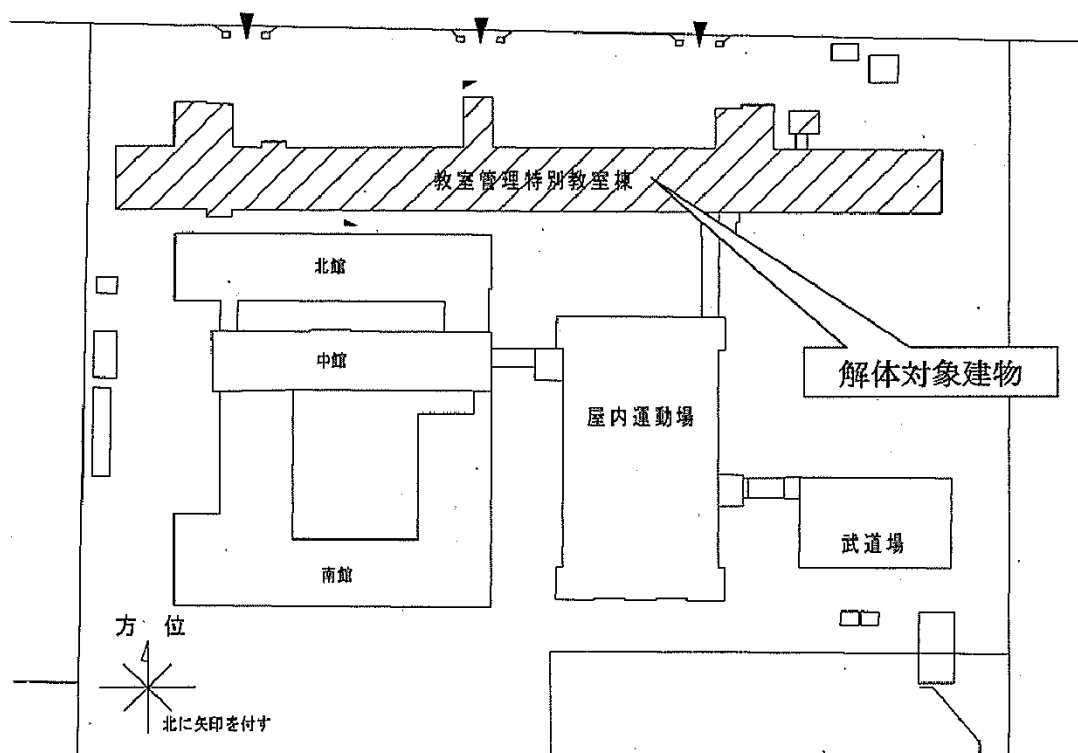 教室管理特別教室棟
北館
中館
解体対象建物
屋内運動場
武道場
南館
方位
北に矢印を付す